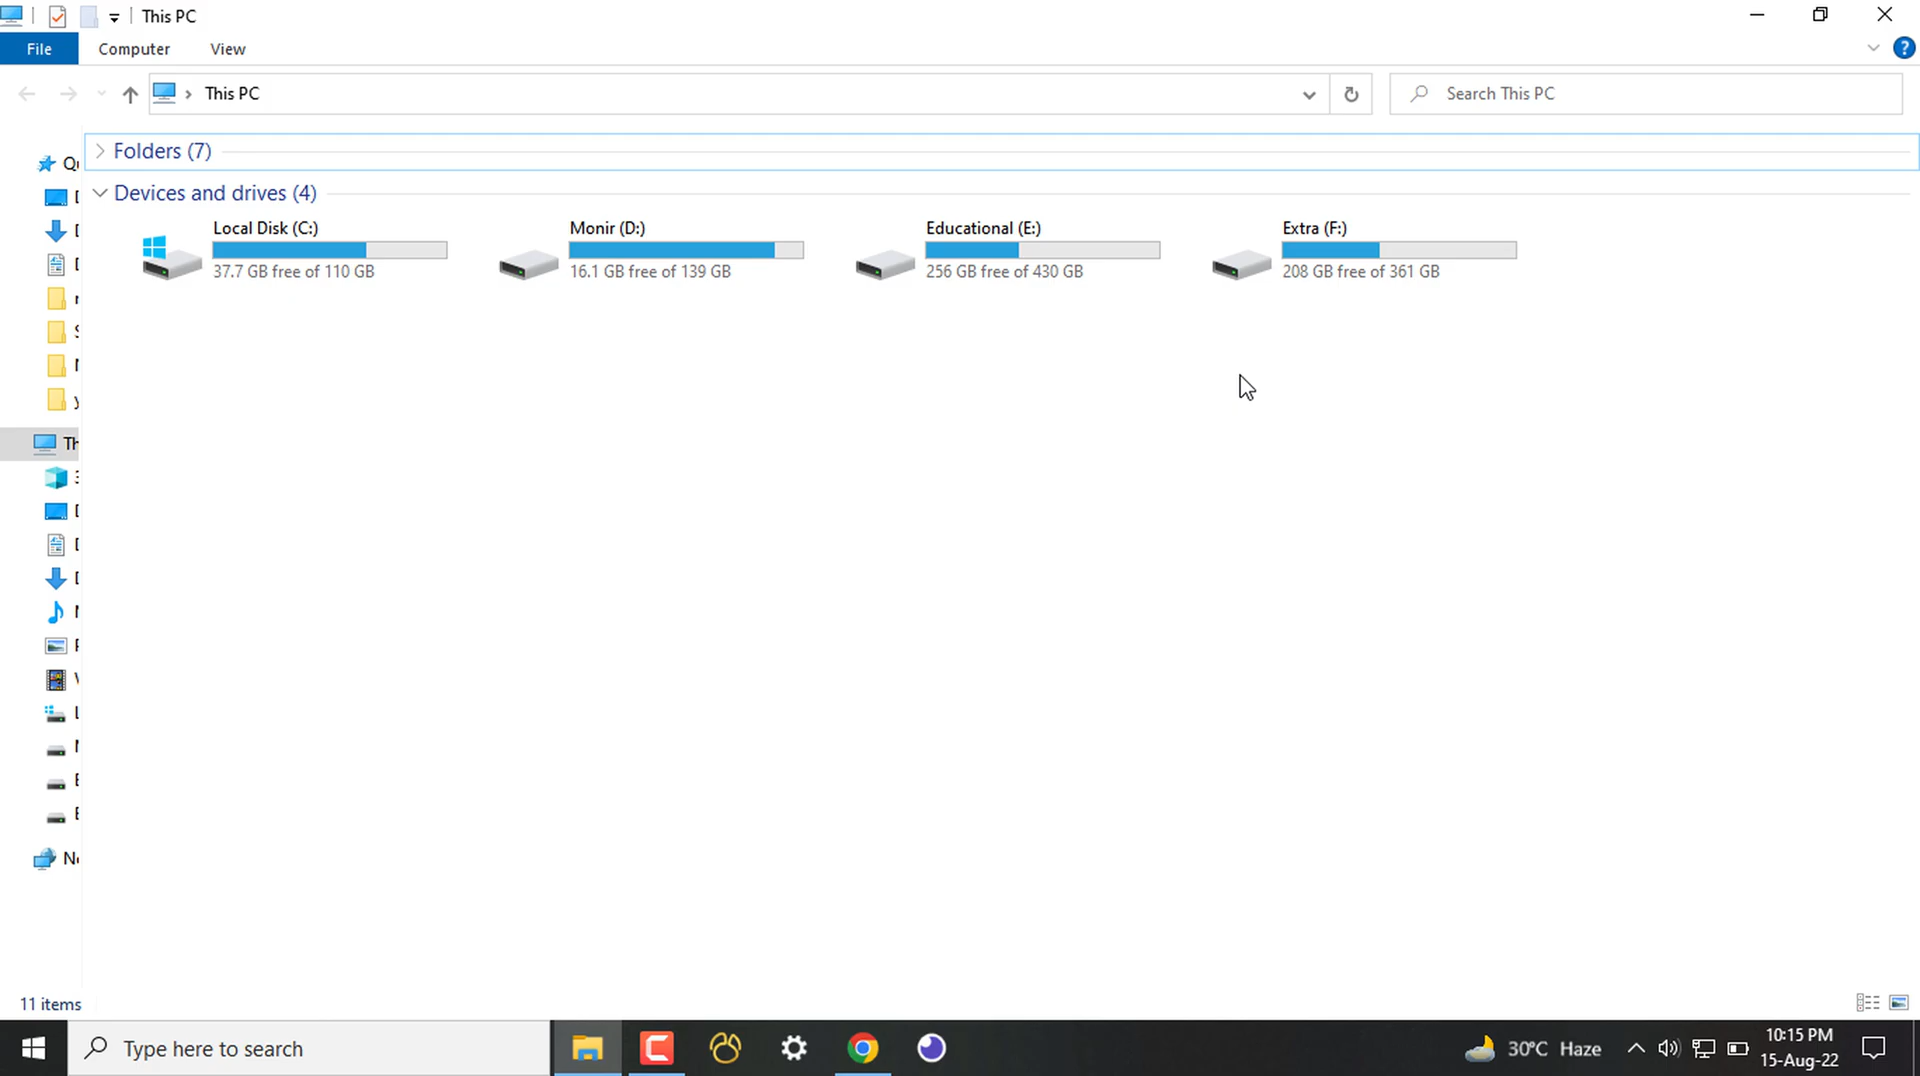 This PC
File Computer View
This PC
Search This PC
Folders (7)
Devices and drives (4)
Local Disk (C:)
37.7 GB free of 110 GB
Monir (D:)
16.1 GB free of 139 GB
Educational (E:)
256 GB free of 430 GB
Extra (F:)
208 GB free of 361 GB
11 items
Type here to search
30°C Haze
10:15 PM
15-Aug-22